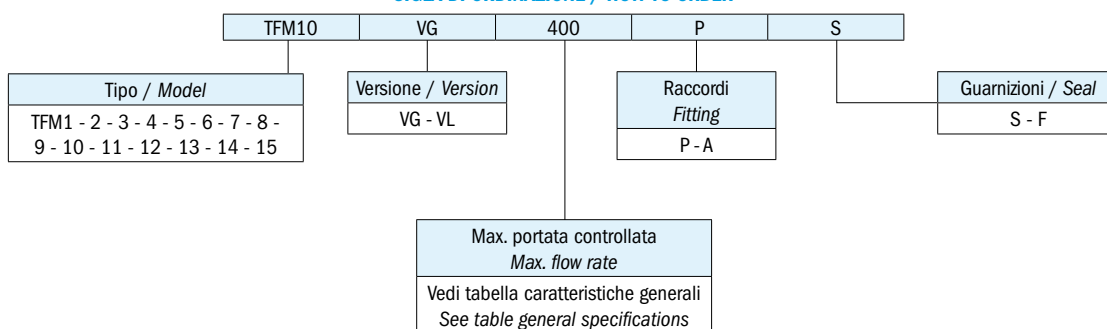 TFM10 VG 400 P S
Tipo / Model
TFM1 - 2 - 3 - 4 - 5 - 6 - 7 - 8 -
9 - 10 - 11 - 12 - 13 - 14 - 15
Versione / Version
VG - VL
Raccordi
Fitting
P - A
Guarnizioni / Seal
S - F
Max. portata controllata
Max. flow rate
Vedi tabella caratteristiche generali
See table general specifications